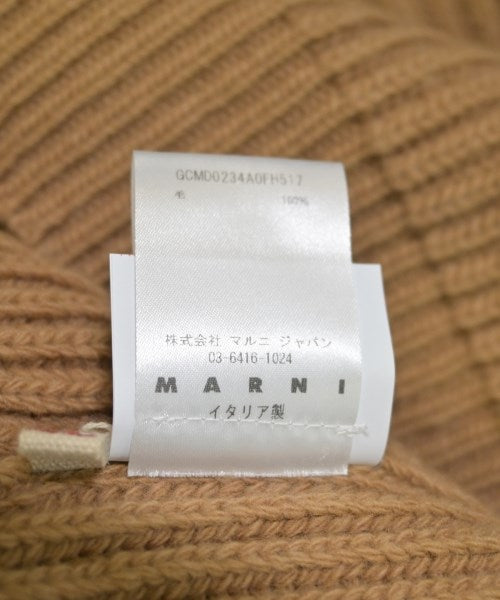 GCMD0234A0FH517
毛 100%
株式会社 マルニ ジャパン
03-6416-1024
MARNI
イタリア製